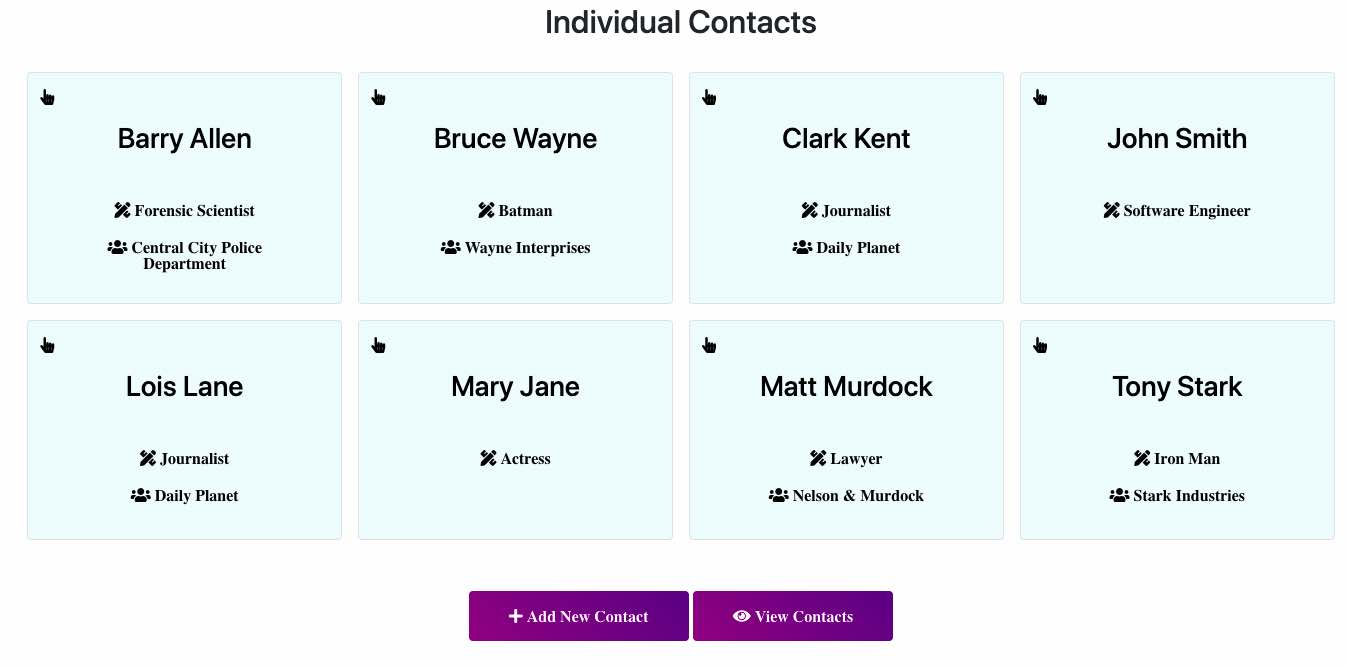 Individual Contacts
Barry Allen
Forensic Scientist
Central City Police
Department
Bruce Wayne
Batman
Wayne Interprises
Clark Kent
Journalist
Daily Planet
John Smith
Software Engineer
Lois Lane
Journalist
Daily Planet
Mary Jane
Actress
Matt Murdock
Lawyer
Nelson & Murdock
Tony Stark
Iron Man
Stark Industries
Add New Contact
View Contacts